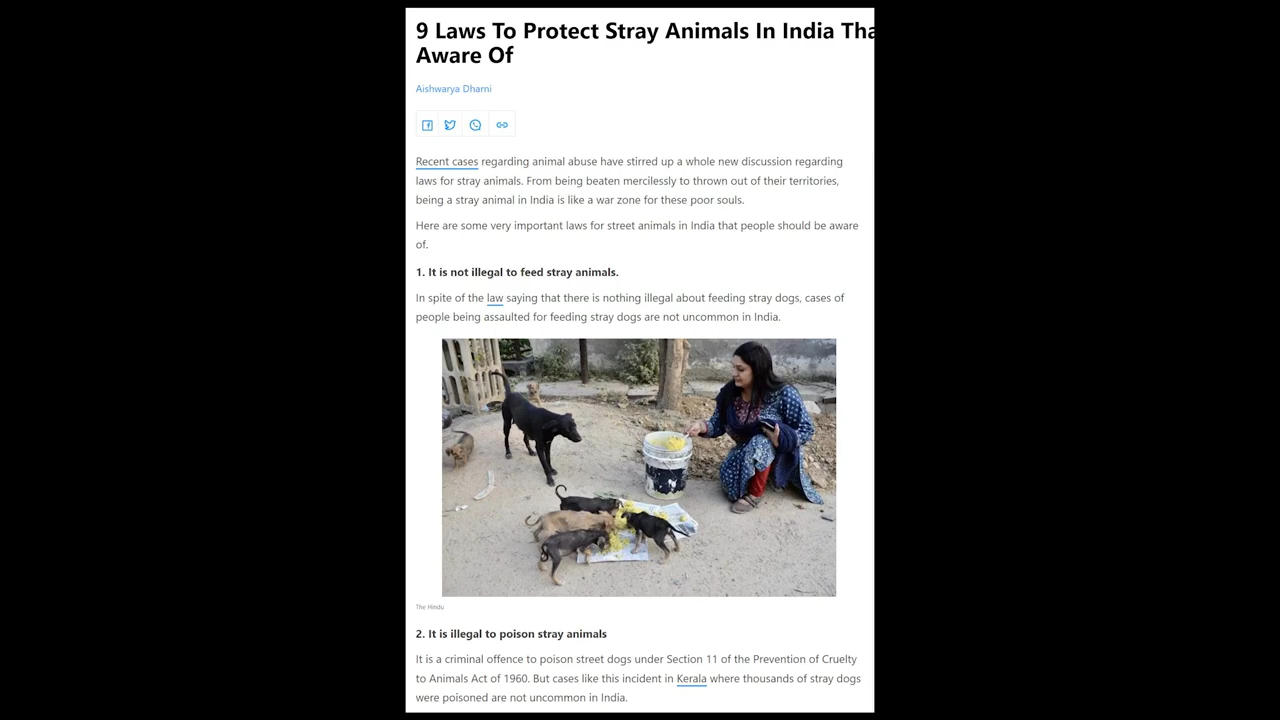 9 Laws To Protect Stray Animals In India Tha
Aware Of
Aishwarya Dharni
Recent cases regarding animal abuse have stirred up a whole new discussion regarding
laws for stray animals. From being beaten mercilessly to thrown out of their territories,
being a stray animal in India is like a war zone for these poor souls.
Here are some very important laws for street animals in India that people should be aware
of.
1. It is not illegal to feed stray animals.
In spite of the law saying that there is nothing illegal about feeding stray dogs, cases of
people being assaulted for feeding stray dogs are not uncommon in India.
The Hindu
2. It is illegal to poison stray animals
It is a criminal offence to poison street dogs under Section 11 of the Prevention of Cruelty
to Animals Act of 1960. But cases like this incident in Kerala where thousands of stray dogs
were poisoned are not uncommon in India.